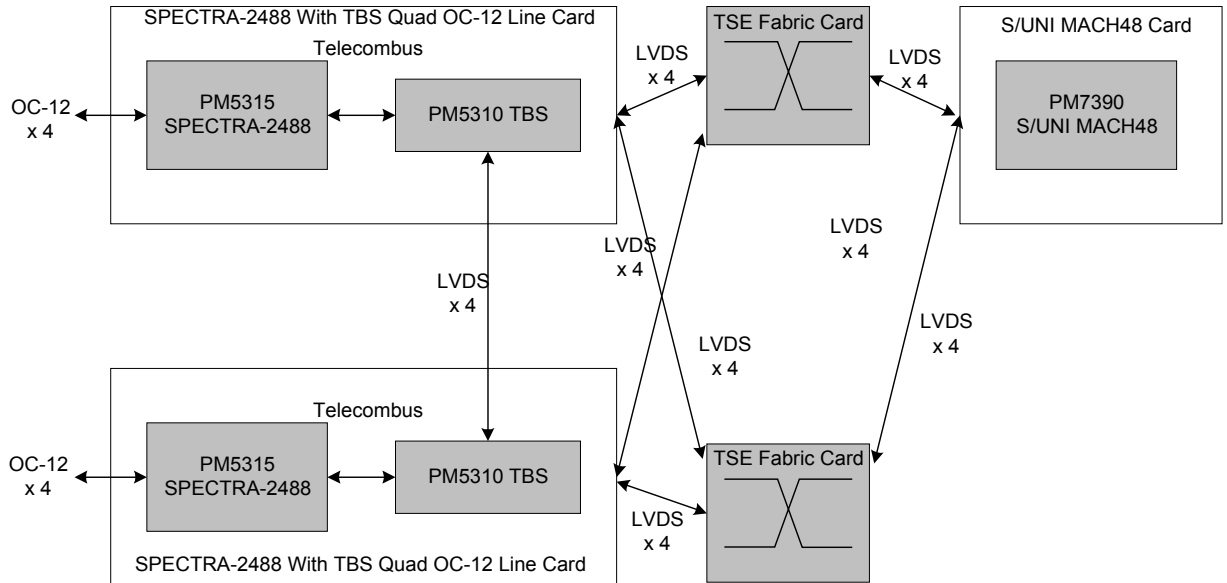 SPECTRA-2488 With TBS Quad OC-12 Line Card
Telecombus
OC-12
x 4
PM5315
SPECTRA-2488
PM5310 TBS
LVDS
x 4
TSE Fabric Card
LVDS
x 4
S/UNI MACH48 Card
PM7390
S/UNI MACH48
LVDS
x 4
LVDS
x 4
LVDS
x 4
LVDS
x 4
LVDS
x 4
Telecombus
OC-12
x 4
PM5315
SPECTRA-2488
PM5310 TBS
SPECTRA-2488 With TBS Quad OC-12 Line Card
LVDS
x 4
TSE Fabric Card